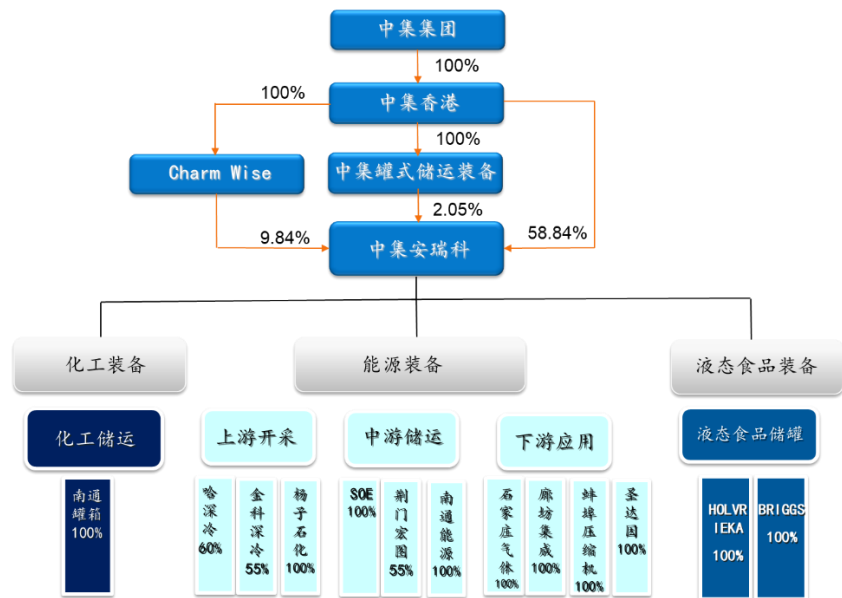 中集集团
100%
100%
中集香港
100%
Charm Wise
中集罐式储运装备
2.05%
9.84%
58.84%
中集安瑞科
化工装备
能源装备
液态食品装备
化工储运
上游开采
中游储运
下游应用
液态食品储罐
南通
罐箱
100%
哈深冷
60%
金科深冷
55%
杨子石化
100%
SOE
100%
荆门宏图
55%
南通能源
100%
石家庄气体
100%
廊坊集成
100%
蚌埠压缩机
100%
圣达国
100%
HOLVR
IEKA
100%
BRIGGS
100%